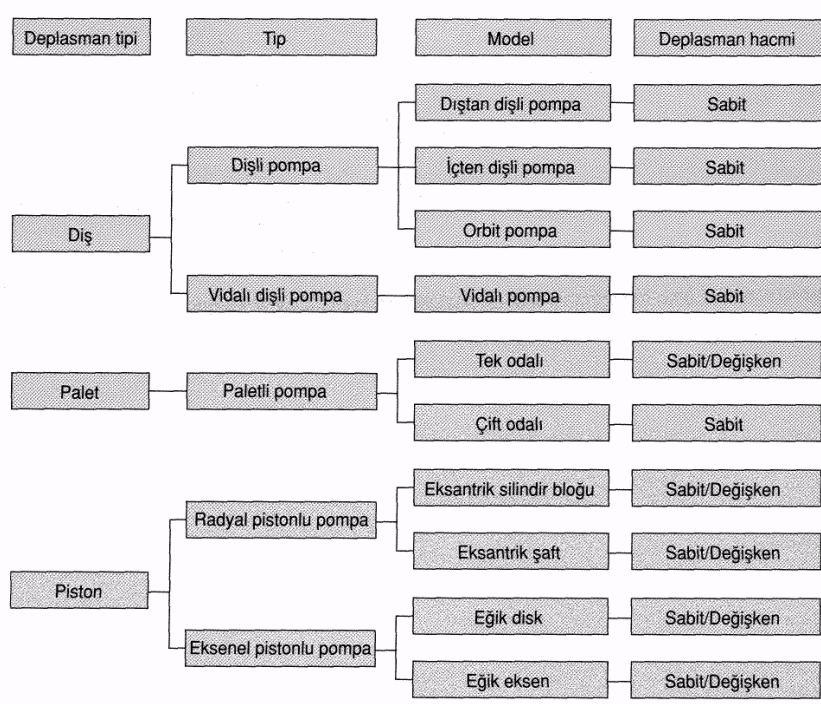 Deplasman tipi
Tip
Model
Deplasman hacmi
Dıştan dişli pompa
Sabit
Dişli pompa
İçten dişli pompa
Sabit
Diş
Orbit pompa
Sabit
Vidalı dişli pompa
Vidalı pompa
Sabit
Tek odalı
Sabit/Değişken
Palet
Paletli pompa
Çift odalı
Sabit
Eksantrik silindir bloğu
Sabit/Değişken
Radyal pistonlu pompa
Eksantrik şaft
Sabit/Değişken
Piston
Eğik disk
Sabit/Değişken
Eksenel pistonlu pompa
Eğik eksen
Sabit/Değişken